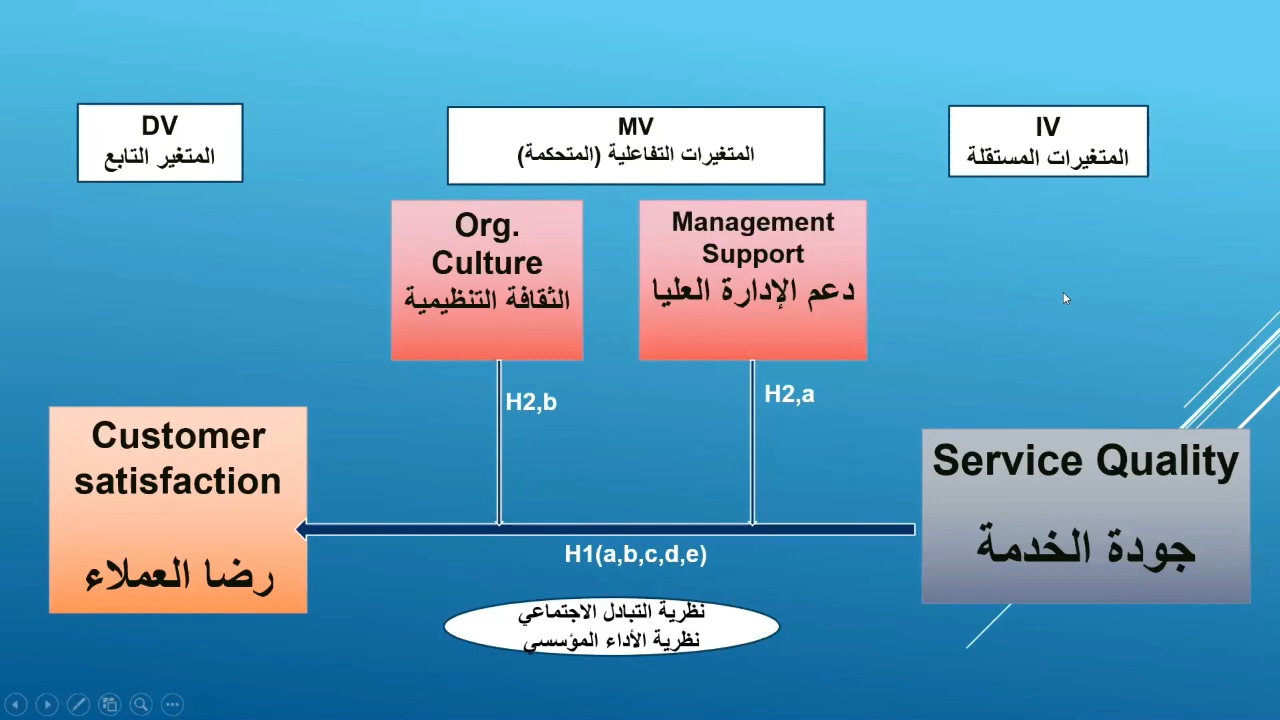 IV
المتغيرات المستقلة
MV
المتغيرات التفاعلية (المتحكمة)
DV
المتغير التابع
Management
Support
دعم الإدارة العليا
Org.
Culture
الثقافة التنظيمية
H2,a
H2,b
Service Quality
جودة الخدمة
Customer
satisfaction
رضا العملاء
H1(a,b,c,d,e)
نظرية التبادل الاجتماعي
نظرية الأداء المؤسسي